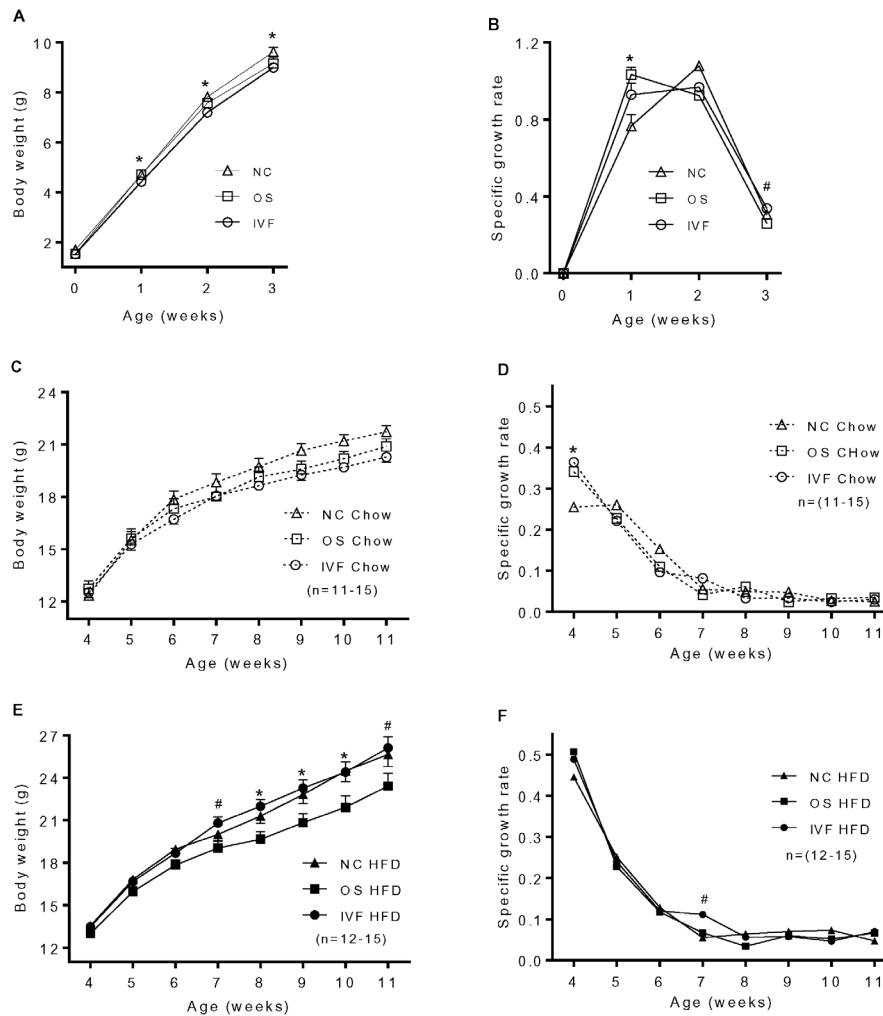 A
Body weight (g)
10
8
6
4
2
* * *
NC
OS
IVF
0 1 2 3
Age (weeks)
B
Specific growth rate
1.2
0.8
0.4
0.0
* #
NC
OS
IVF
0 1 2 3
Age (weeks)
C
Body weight (g)
24
21
18
15
12
NC Chow
OS Chow
IVF Chow
(n=11-15)
4 5 6 7 8 9 10 11
Age (weeks)
D
Specific growth rate
0.5
0.4
0.3
0.2
0.1
0.0
*
NC Chow
OS CHow
IVF Chow
n=(11-15)
4 5 6 7 8 9 10 11
Age (weeks)
E
Body weight (g)
27
24
21
18
15
12
# * * * #
NC HFD
OS HFD
IVF HFD
(n=12-15)
4 5 6 7 8 9 10 11
Age (weeks)
F
Specific growth rate
0.5
0.4
0.3
0.2
0.1
0.0
#
NC HFD
OS HFD
IVF HFD
n=(12-15)
4 5 6 7 8 9 10 11
Age (weeks)